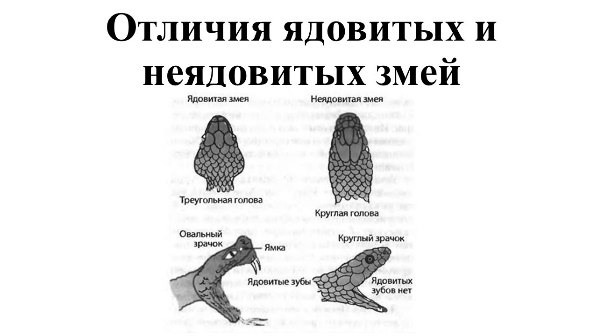 Отличия ядовитых и
неядовитых змей
Ядовитая змея
Неядовитая змея
Треугольная голова
Круглая голова
Овальный
зрачок
Ямка
Ядовитые зубы
Круглый зрачок
Ядовитых
зубов нет